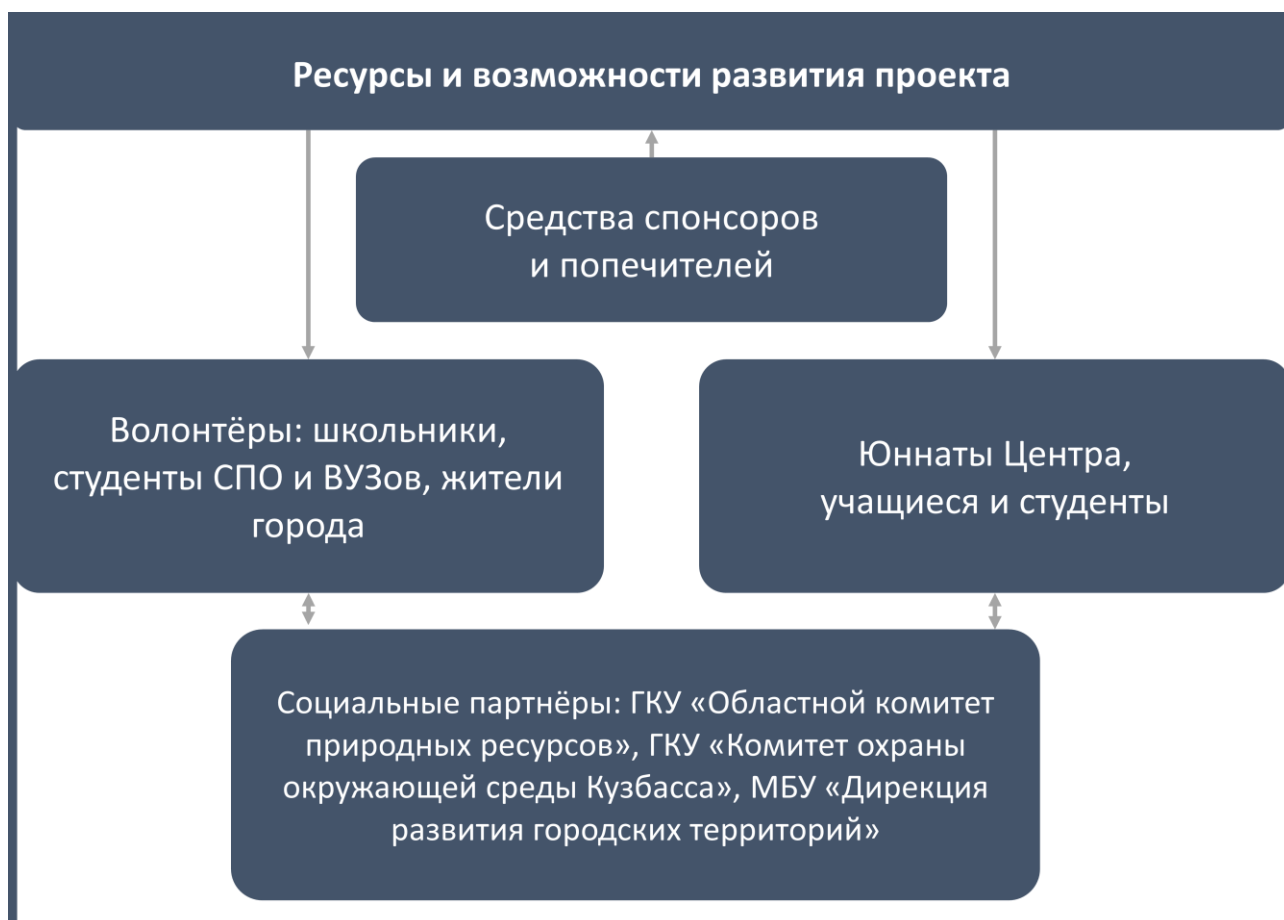 Ресурсы и возможности развития проекта
Средства спонсоров
и попечителей
Волонтёры: школьники,
студенты СПО и ВУЗов, жители
города
Юннаты Центра,
учащиеся и студенты
Социальные партнёры: ГКУ «Областной комитет
природных ресурсов», ГКУ «Комитет охраны
окружающей среды Кузбасса», МБУ «Дирекция
развития городских территорий»